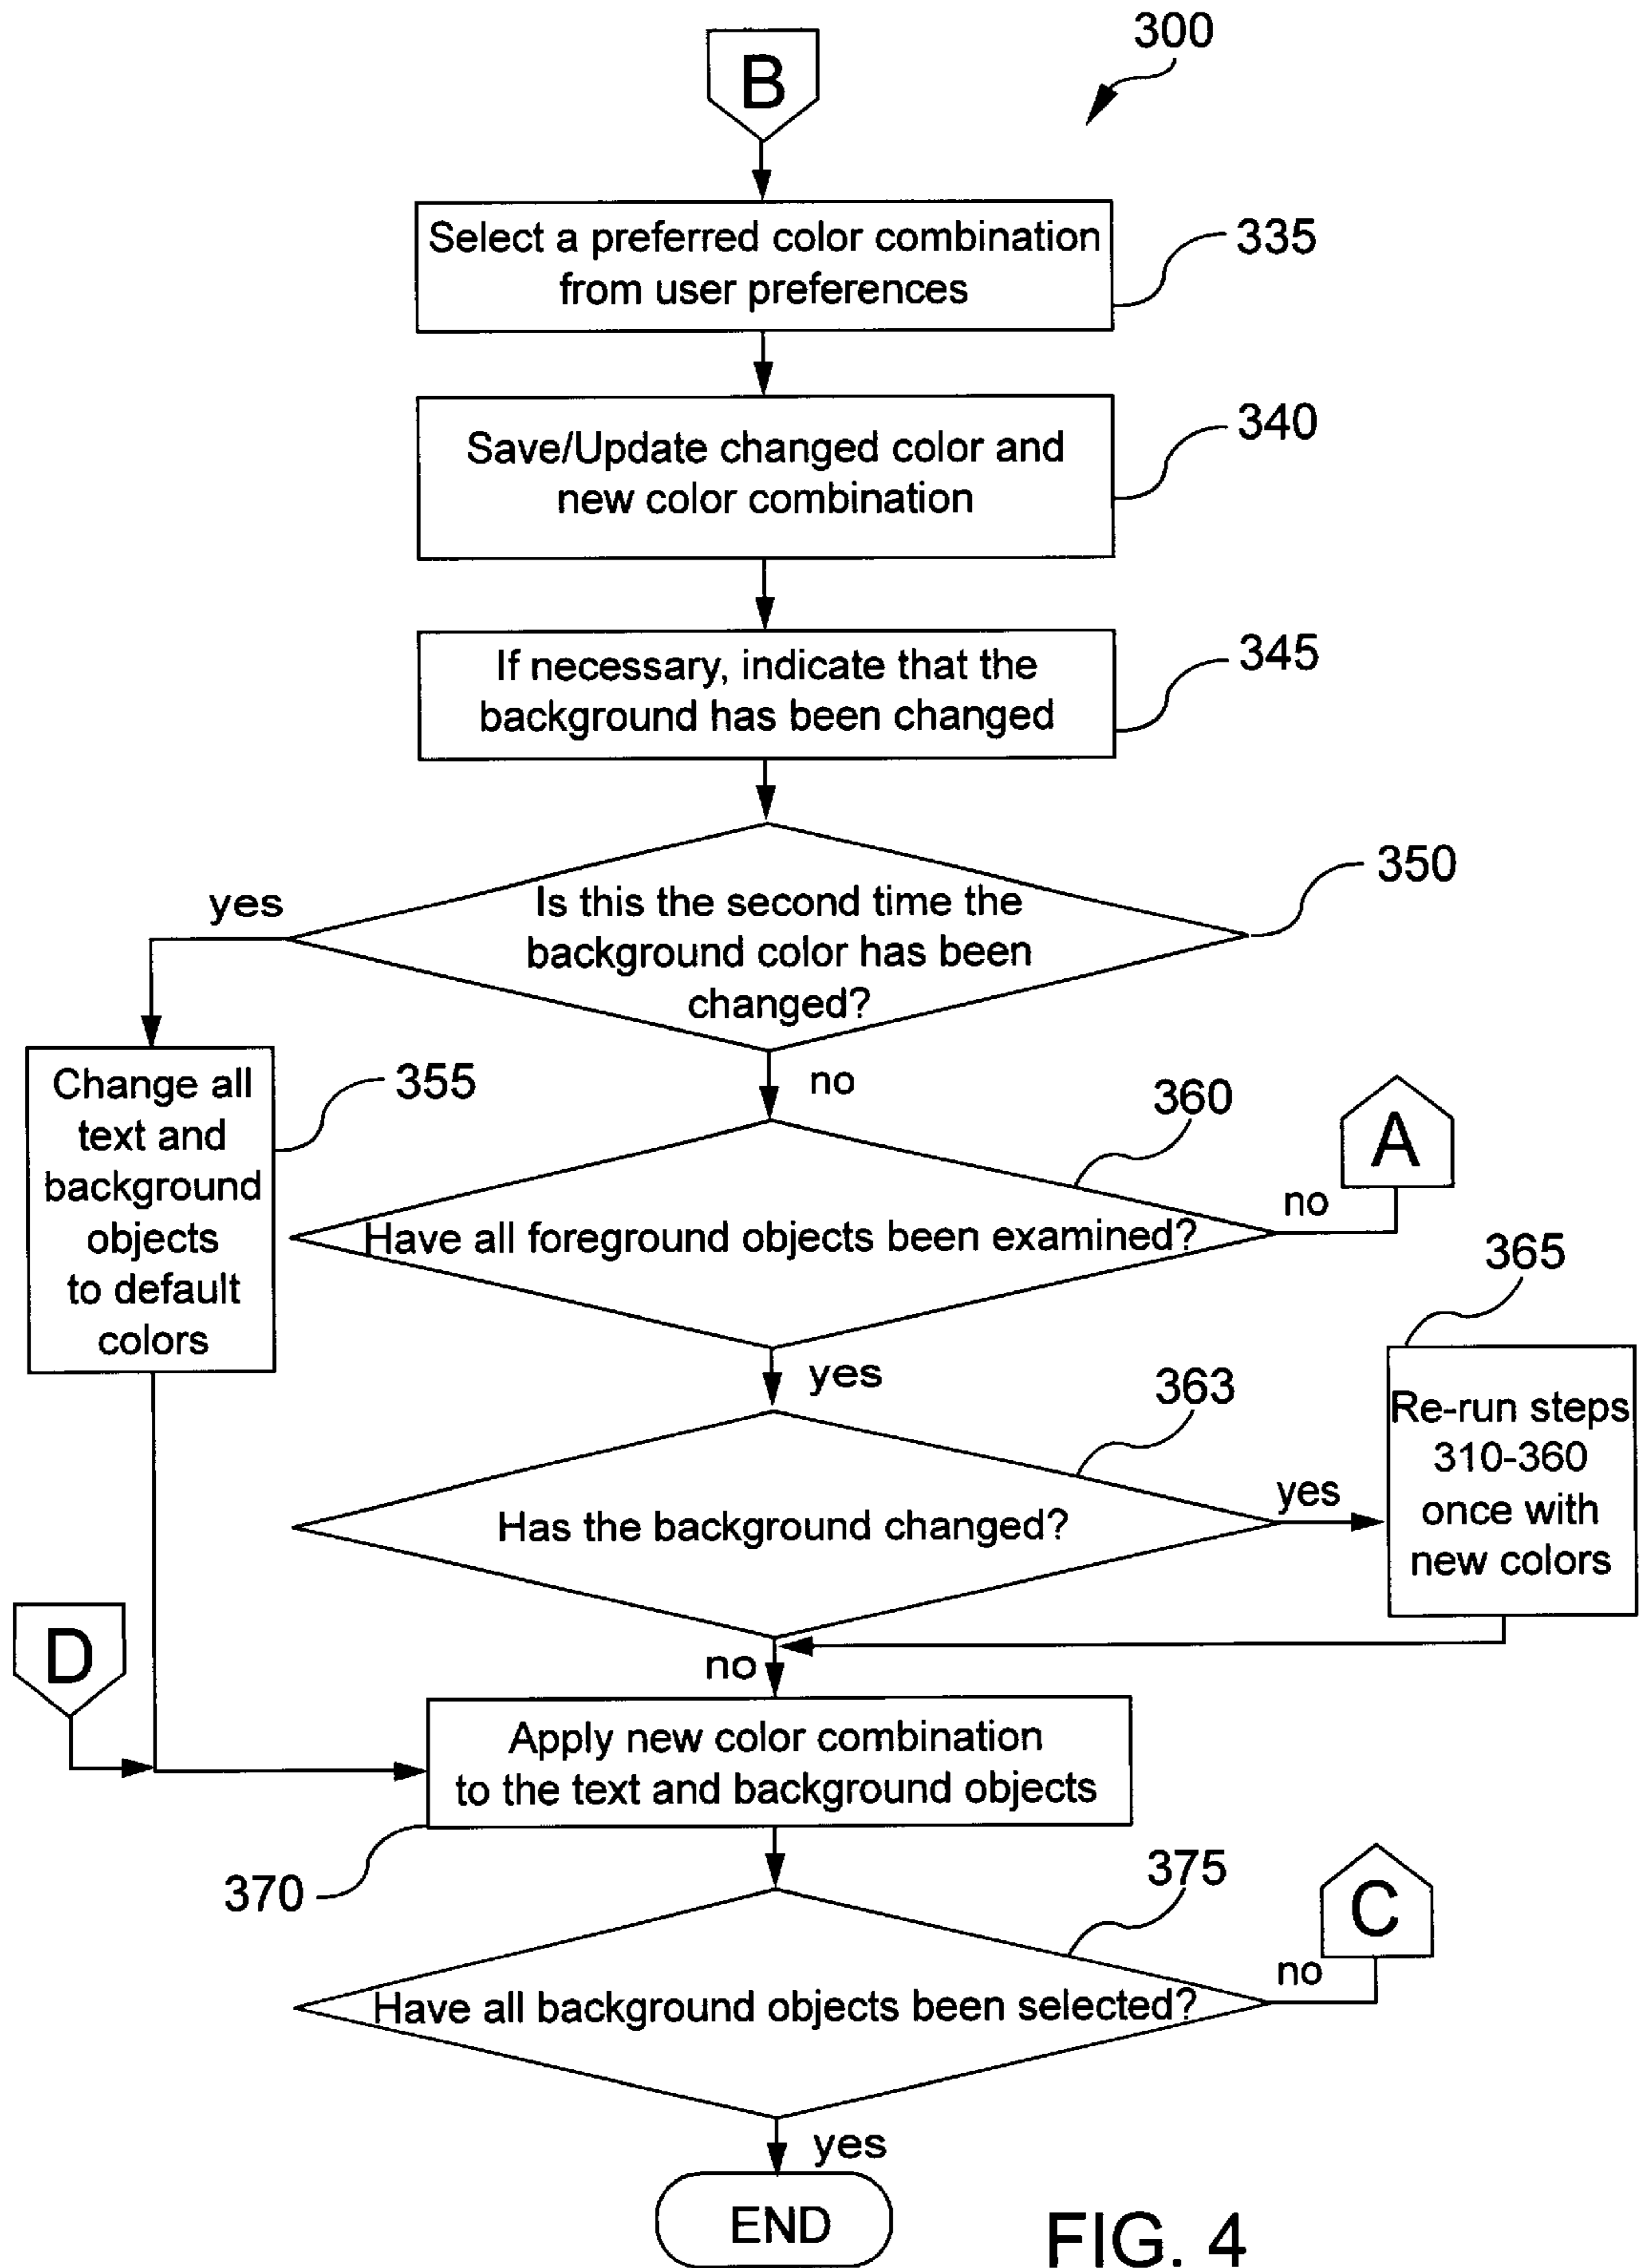 300
B
Select a preferred color combination
from user preferences
335
Save/Update changed color and
new color combination
340
If necessary, indicate that the
background has been changed
345
Is this the second time the
background color has been
changed?
350
yes
no
Change all
text and
background
objects
to default
colors
355
Have all foreground objects been examined?
360
no
A
yes
Has the background changed?
363
yes
Re-run steps
310-360
once with
new colors
365
no
D
Apply new color combination
to the text and background objects
370
Have all background objects been selected?
375
no
C
yes
END
FIG. 4